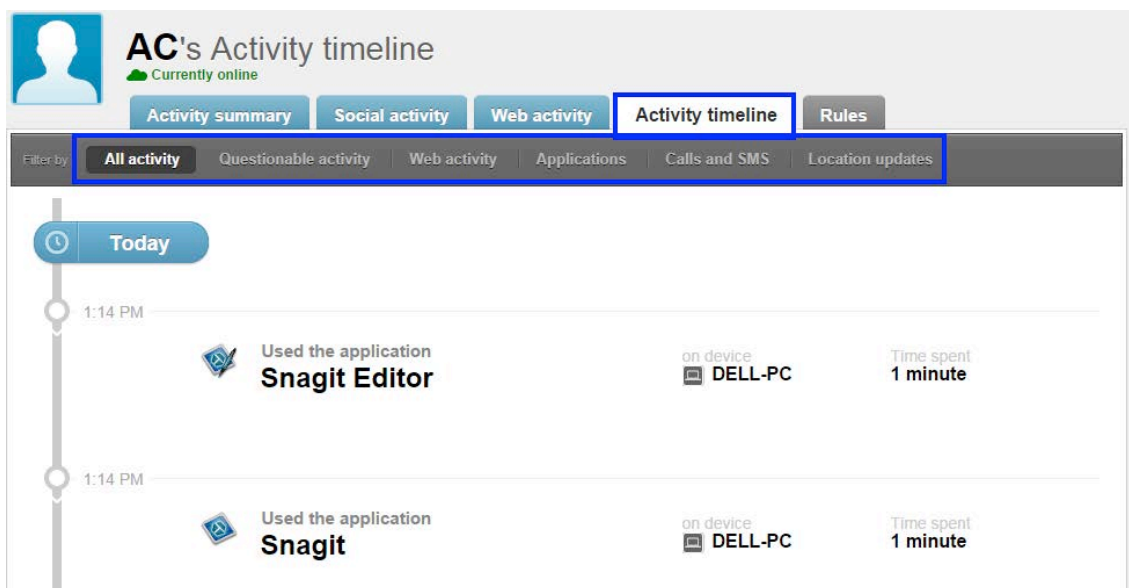 AC's Activity timeline
Currently online
Activity summary Social activity Web activity Activity timeline Rules
Filter by All activity Questionable activity Web activity Applications Calls and SMS Location updates
Today
1:14 PM
Used the application on device Time spent
Snagit Editor DELL-PC 1 minute
1:14 PM
Used the application on device Time spent
Snagit DELL-PC 1 minute